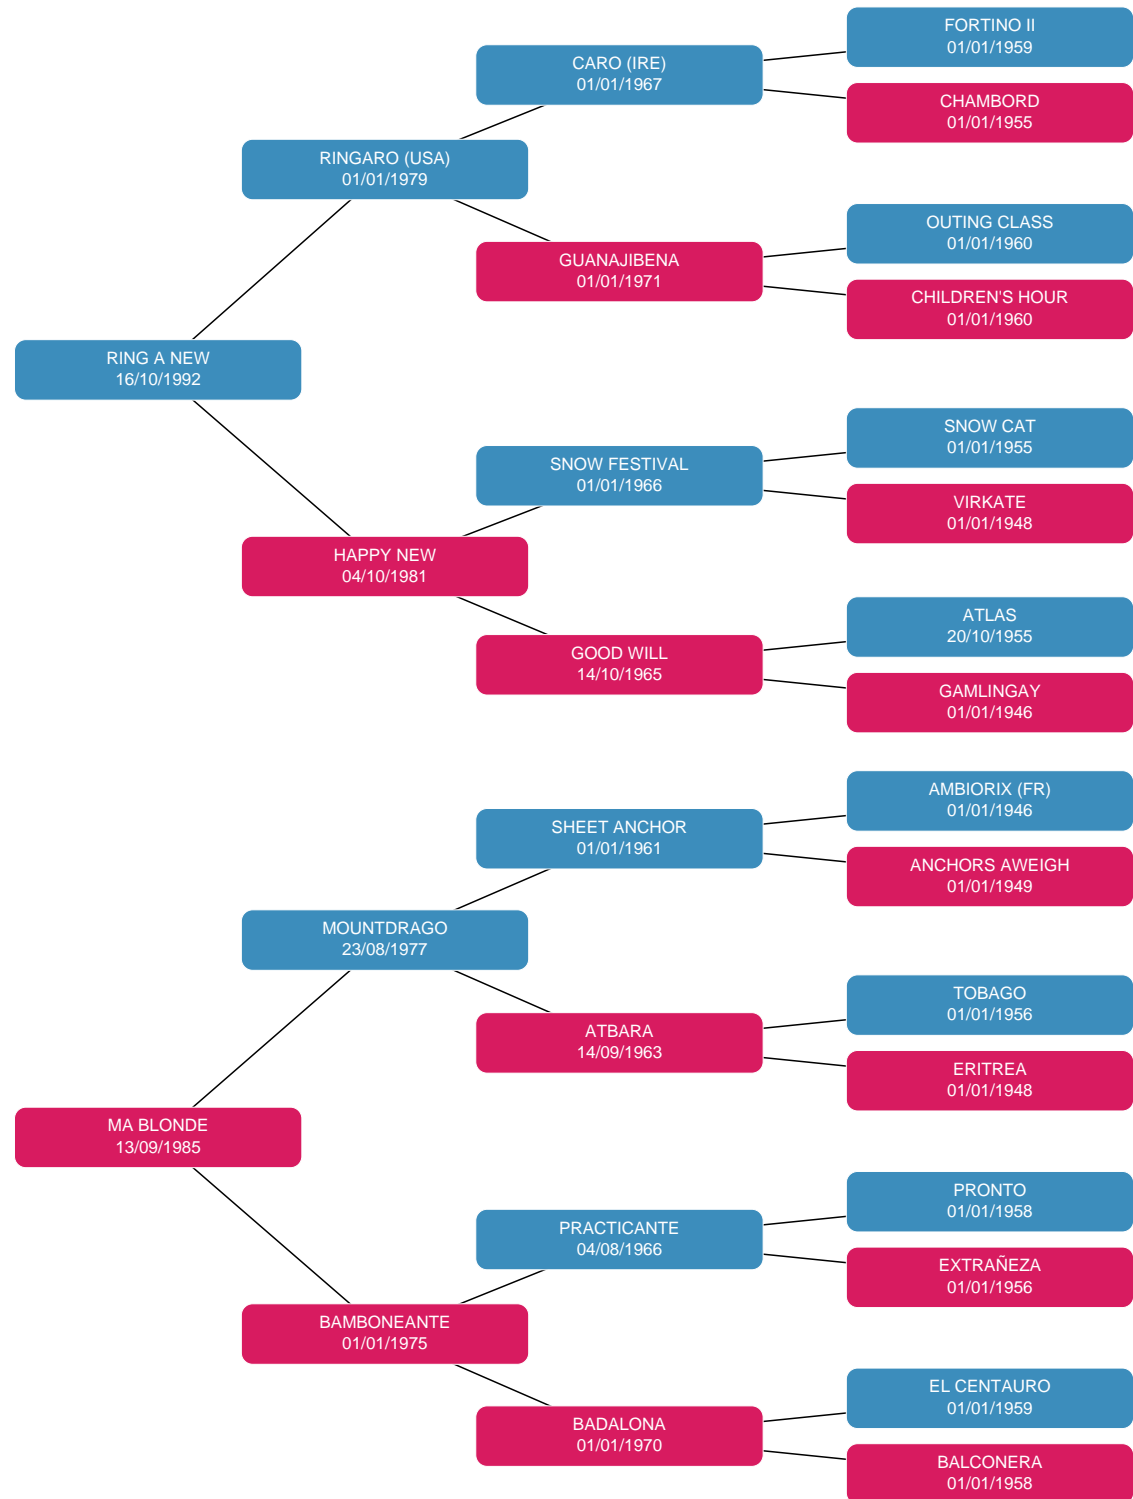 FORTINO II
01/01/1959
CARO (IRE)
01/01/1967
CHAMBORD
01/01/1955
RINGARO (USA)
01/01/1979
OUTING CLASS
01/01/1960
GUANAJIBENA
01/01/1971
CHILDREN'S HOUR
01/01/1960
RING A NEW
16/10/1992
SNOW CAT
01/01/1955
SNOW FESTIVAL
01/01/1966
VIRKATE
01/01/1948
HAPPY NEW
04/10/1981
ATLAS
20/10/1955
GOOD WILL
14/10/1965
GAMLINGAY
01/01/1946
AMBIORIX (FR)
01/01/1946
SHEET ANCHOR
01/01/1961
ANCHORS AWEIGH
01/01/1949
MOUNTDRAGO
23/08/1977
TOBAGO
01/01/1956
ATBARA
14/09/1963
ERITREA
01/01/1948
MA BLONDE
13/09/1985
PRONTO
01/01/1958
PRACTICANTE
04/08/1966
EXTRAÑEZA
01/01/1956
BAMBONEANTE
01/01/1975
EL CENTAURO
01/01/1959
BADALONA
01/01/1970
BALCONERA
01/01/1958